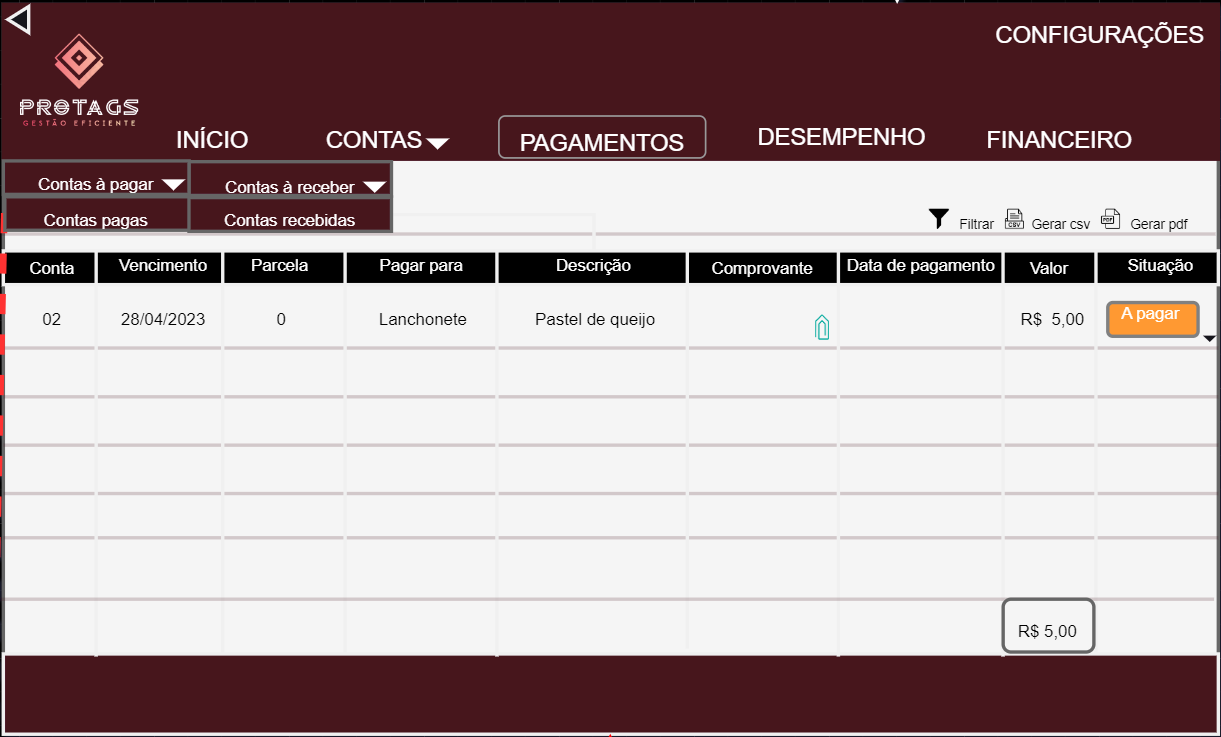 CONFIGURAÇÕES
PROTAGS
GESTÃO EFICIENTE
INÍCIO CONTAS PAGAMENTOS DESEMPENHO FINANCEIRO
Contas à pagar Contas à receber
Contas pagas Contas recebidas
Filtrar CSV Gerar csv PDF Gerar pdf
Conta Vencimento Parcela Pagar para Descrição Comprovante Data de pagamento Valor Situação
02 28/04/2023 0 Lanchonete Pastel de queijo R$ 5,00 A pagar
R$ 5,00